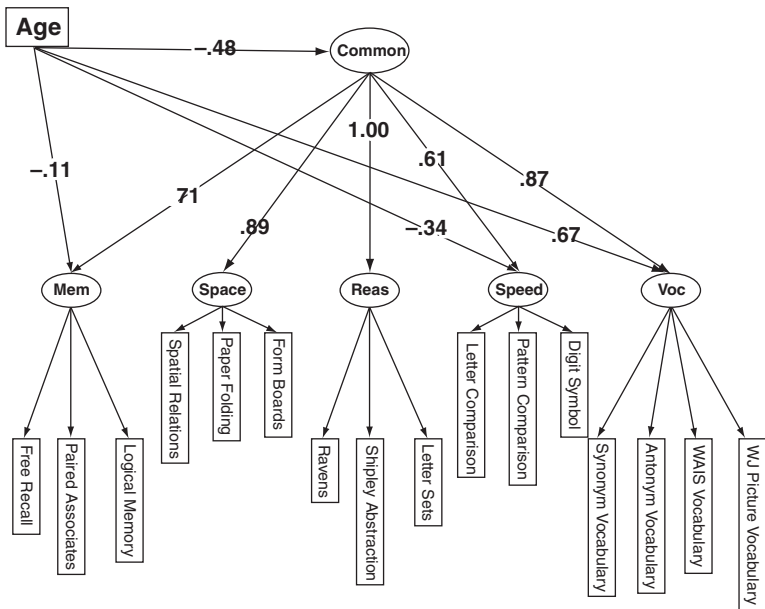 Age
–.48
Common
1.00
.61
–.11
.87
.71
.89
–.34
.67
Mem
Space
Reas
Speed
Voc
Spatial Relations
Paper Folding
Form Boards
Letter Comparison
Pattern Comparison
Digit Symbol
Free Recall
Paired Associates
Logical Memory
Ravens
Shipley Abstraction
Letter Sets
Synonym Vocabulary
Antonym Vocabulary
WAIS Vocabulary
WJ Picture Vocabulary